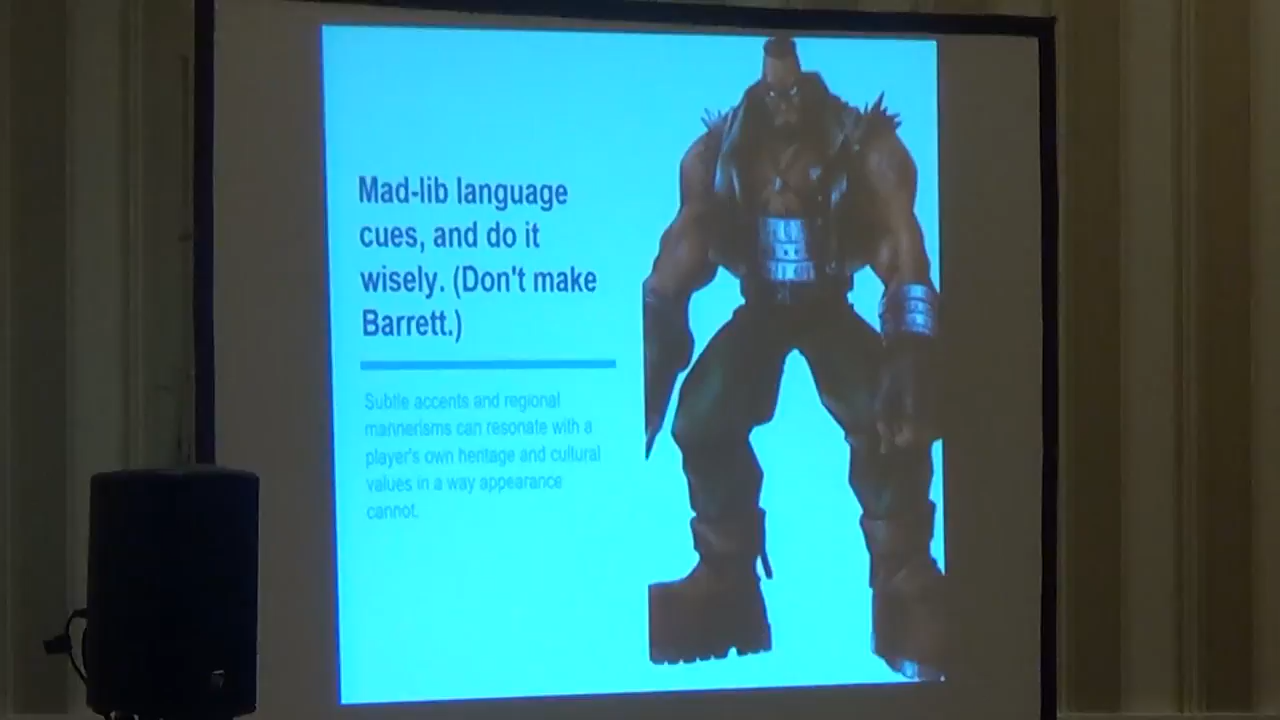 Mad-lib language
cues, and do it
wisely. (Don't make
Barrett.)
Subtle accents and regional
mannerisms can resonate with a
player's own heritage and cultural
values in a way appearance
cannot.